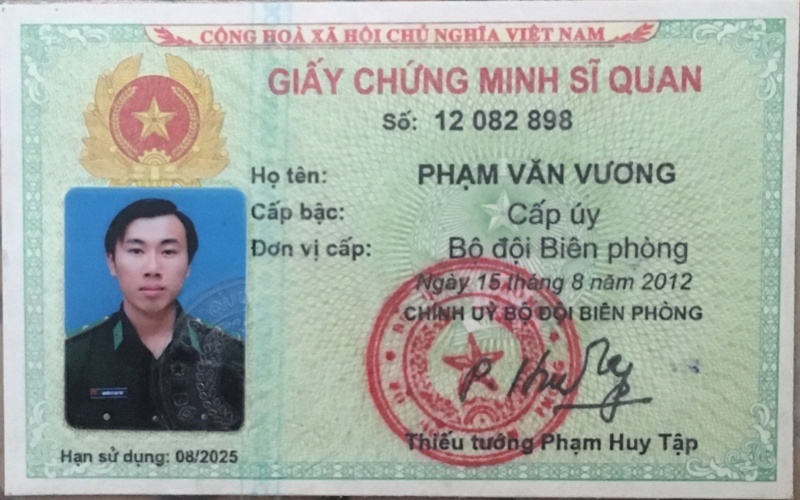 CỘNG HOÀ XÃ HỘI CHỦ NGHĨA VIỆT NAM
GIẤY CHỨNG MINH SĨ QUAN
Số: 12 082 898
Họ tên: PHẠM VĂN VƯƠNG
Cấp bậc: Cấp úy
Đơn vị cấp: Bộ đội Biên phòng
Ngày 15 tháng 8 năm 2012
CHÍNH UỶ BỘ ĐỘI BIÊN PHÒNG
Thiếu tướng Phạm Huy Tập
Hạn sử dụng: 08/2025